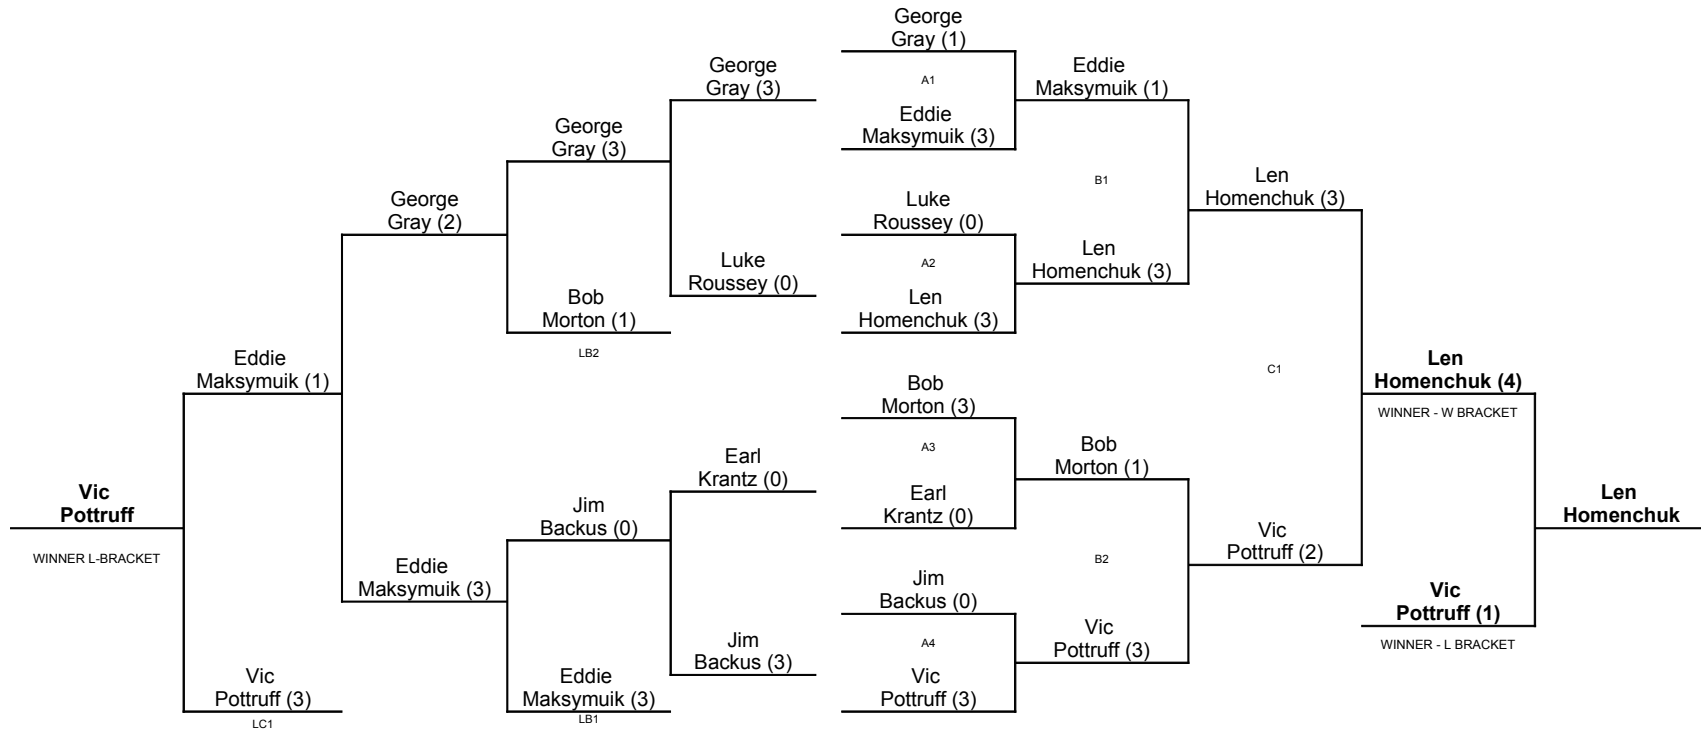 George
Gray (1)
A1
Eddie
Maksymuik (3)
Eddie
Maksymuik (1)
B1
Luke
Roussey (0)
A2
Len
Homenchuk (3)
Len
Homenchuk (3)
Len
Homenchuk (3)
C1
Bob
Morton (3)
A3
Earl
Krantz (0)
Bob
Morton (1)
B2
Jim
Backus (0)
A4
Vic
Pottruff (3)
Vic
Pottruff (3)
Vic
Pottruff (2)
Len
Homenchuk (4)
WINNER - W BRACKET
Vic
Pottruff (1)
WINNER - L BRACKET
Len
Homenchuk
George
Gray (3)
Luke
Roussey (0)
George
Gray (3)
Bob
Morton (1)
LB2
George
Gray (2)
Earl
Krantz (0)
Jim
Backus (3)
Jim
Backus (0)
Eddie
Maksymuik (3)
LB1
Eddie
Maksymuik (3)
Eddie
Maksymuik (1)
Vic
Pottruff (3)
LC1
Vic
Pottruff
WINNER L-BRACKET